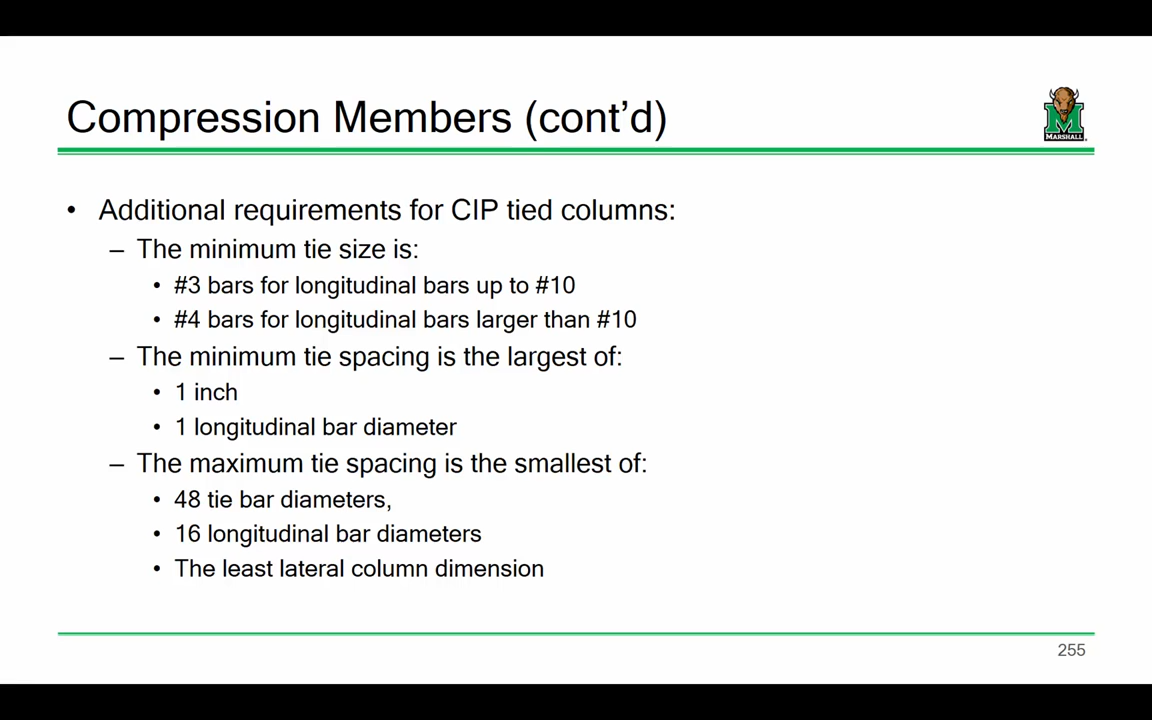 Compression Members (cont’d)
MARSHALL
• Additional requirements for CIP tied columns:
– The minimum tie size is:
• #3 bars for longitudinal bars up to #10
• #4 bars for longitudinal bars larger than #10
– The minimum tie spacing is the largest of:
• 1 inch
• 1 longitudinal bar diameter
– The maximum tie spacing is the smallest of:
• 48 tie bar diameters,
• 16 longitudinal bar diameters
• The least lateral column dimension
255